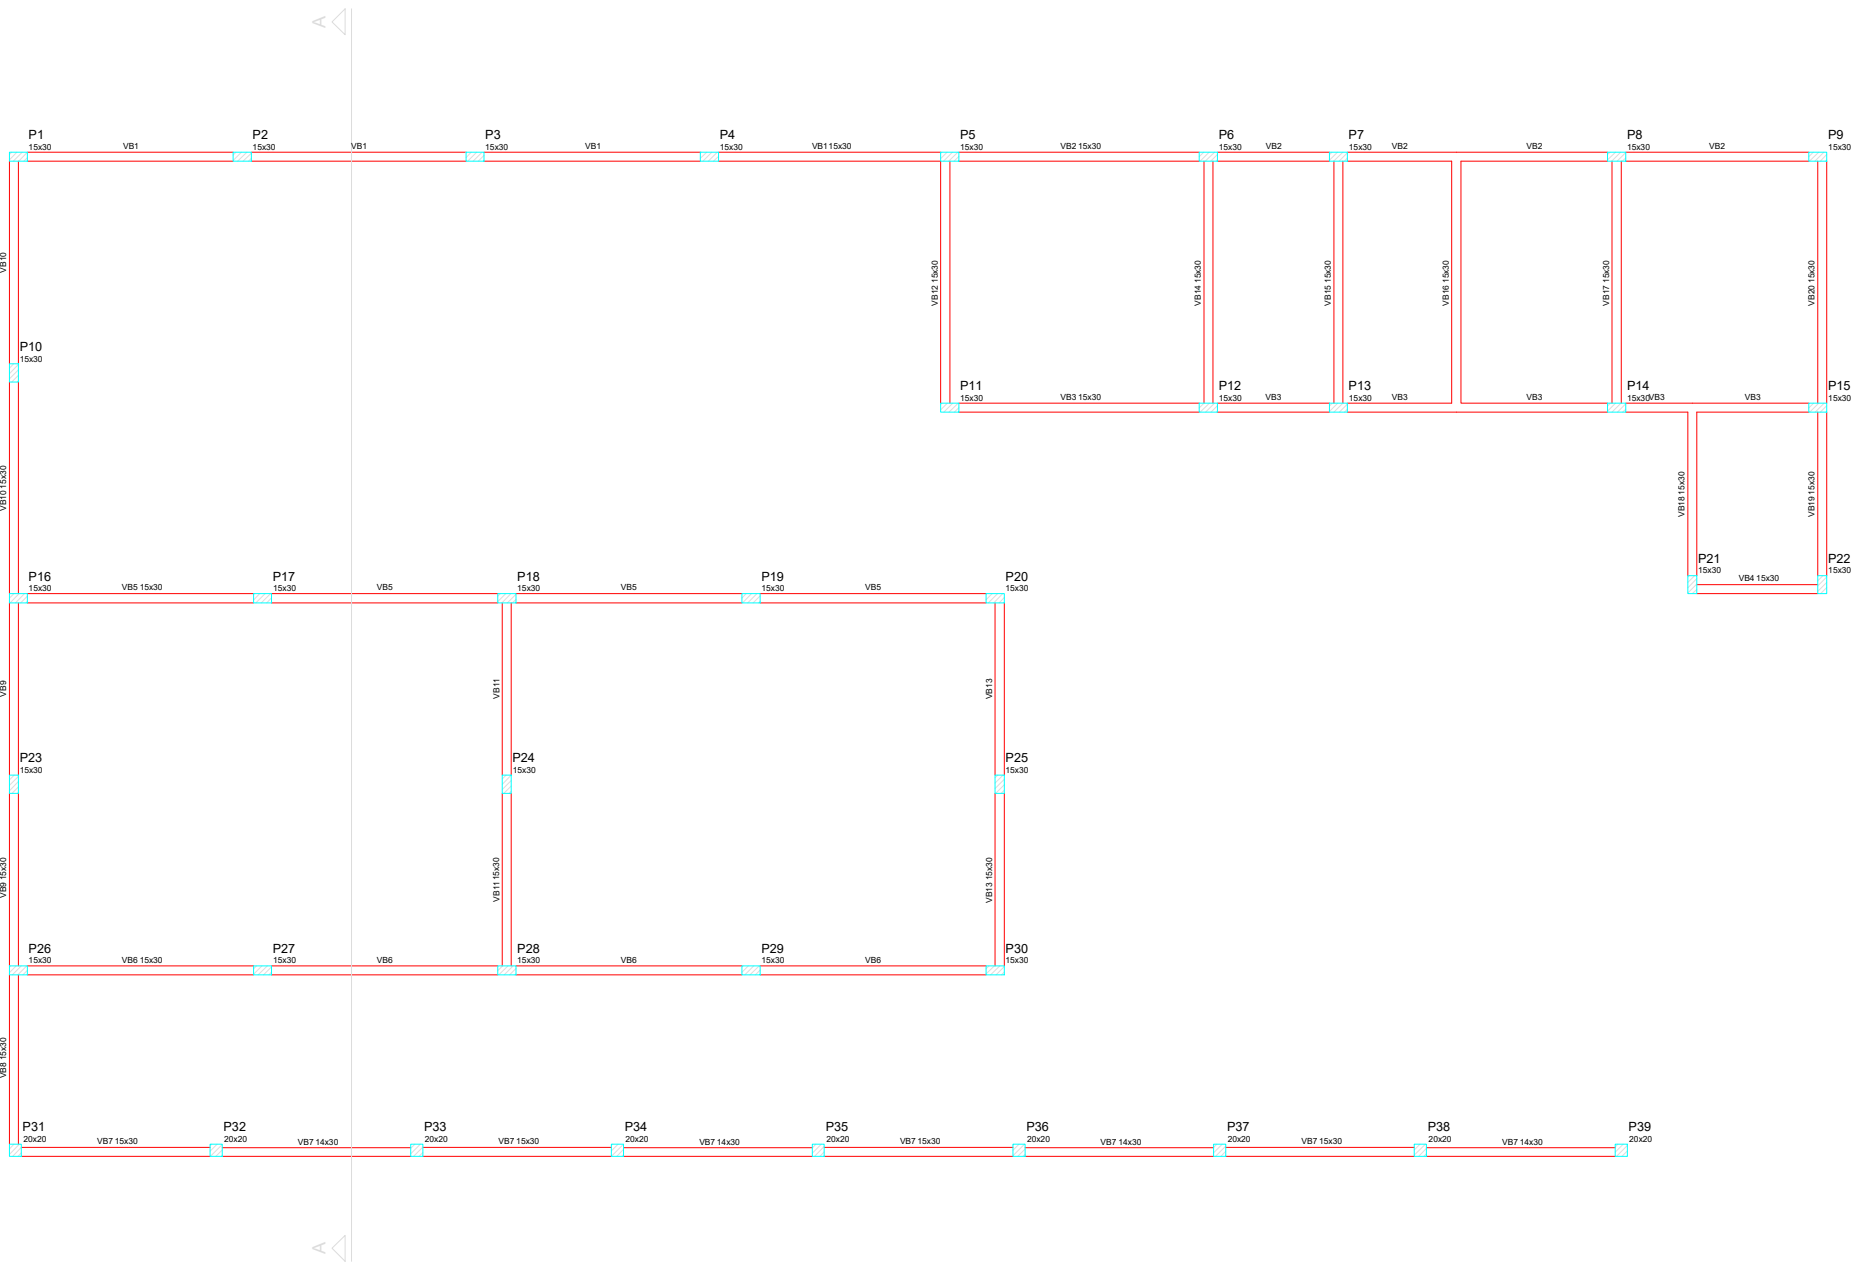 A
P1
15x30
VB1
P2
15x30
VB1
P3
15x30
VB1
P4
15x30
VB1 15x30
P5
15x30
VB2 15x30
P6
15x30
VB2
P7
15x30
VB2
VB2
P8
15x30
VB2
P9
15x30
VB10
VB12 15x30
VB14 15x30
VB15 15x30
VB16 15x30
VB17 15x30
VB20 15x30
P10
15x30
P11
15x30
VB3 15x30
P12
15x30
VB3
P13
15x30
VB3
VB3
P14
15x30
VB3
VB3
P15
15x30
VB10 15x30
VB18 15x30
VB19 15x30
P21
15x30
VB4 15x30
P22
15x30
P16
15x30
VB5 15x30
P17
15x30
VB5
P18
15x30
VB5
P19
15x30
VB5
P20
15x30
VB9
VB11
VB13
P23
15x30
P24
15x30
P25
15x30
VB9 15x30
VB11 15x30
VB13 15x30
P26
15x30
VB6 15x30
P27
15x30
VB6
P28
15x30
VB6
P29
15x30
VB6
P30
15x30
VB8 15x30
P31
20x20
VB7 15x30
P32
20x20
VB7 14x30
P33
20x20
VB7 15x30
P34
20x20
VB7 14x30
P35
20x20
VB7 15x30
P36
20x20
VB7 14x30
P37
20x20
VB7 15x30
P38
20x20
VB7 14x30
P39
20x20
A